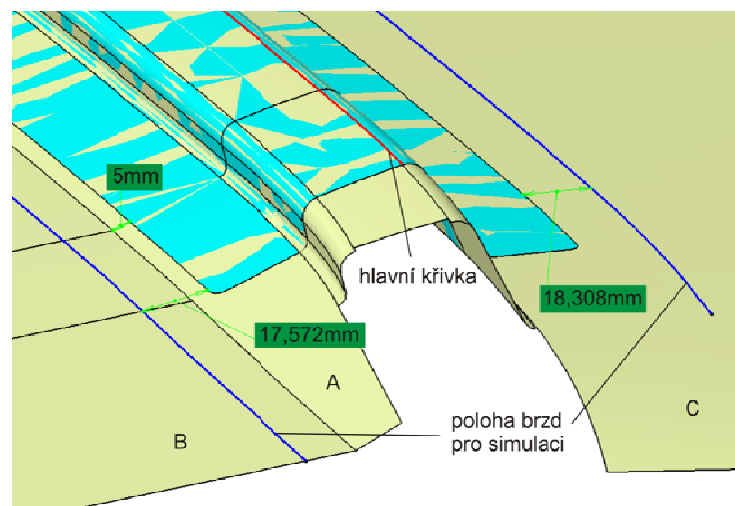 5mm
hlavní křivka
18,308mm
17,572mm
A
B
C
poloha brzd
pro simulaci